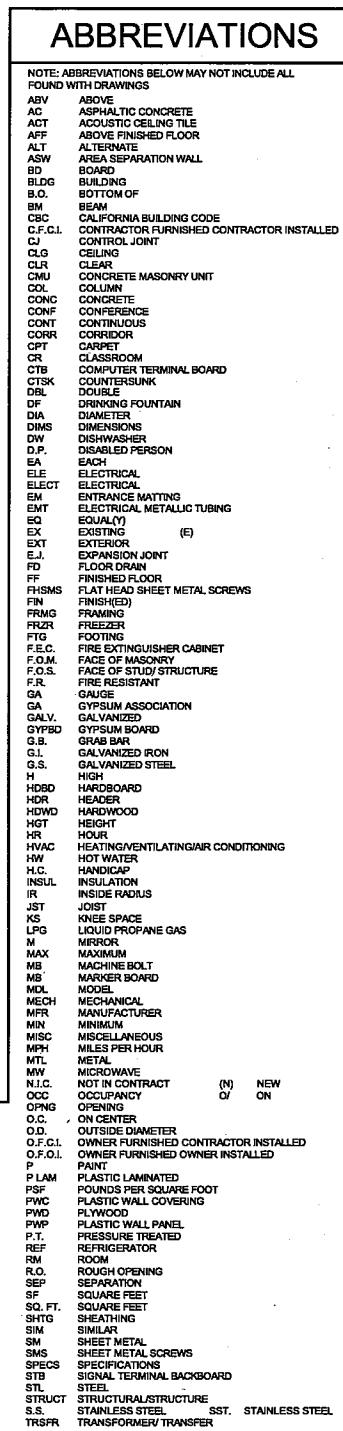 ABBREVIATIONS
NOTE: ABBREVIATIONS BELOW MAY NOT INCLUDE ALL
FOUND WITH DRAWINGS
ABV ABOVE
AC ASPHALTIC CONCRETE
ACT ACOUSTIC CEILING TILE
AFF ABOVE FINISHED FLOOR
ALT ALTERNATE
ASW AREA SEPARATION WALL
BD BOARD
BLDG BUILDING
B.O. BOTTOM OF
BM BEAM
CBC CALIFORNIA BUILDING CODE
C.F.C.I. CONTRACTOR FURNISHED CONTRACTOR INSTALLED
CJ CONTROL JOINT
CLG CEILING
CLR CLEAR
CMU CONCRETE MASONRY UNIT
COL COLUMN
CONC CONCRETE
CONF CONFERENCE
CONT CONTINUOUS
CORR CORRIDOR
CPT CARPET
CR CLASSROOM
CTB COMPUTER TERMINAL BOARD
CTSK COUNTERSUNK
DBL DOUBLE
DF DRINKING FOUNTAIN
DIA DIAMETER
DIMS DIMENSIONS
DW DISHWASHER
D.P. DISABLED PERSON
EA EACH
ELE ELECTRICAL
ELECT ELECTRICAL
EM ENTRANCE MATTING
EMT ELECTRICAL METALLIC TUBING
EQ EQUAL(Y)
EX EXISTING (E)
EXT EXTERIOR
E.J. EXPANSION JOINT
FD FLOOR DRAIN
FF FINISHED FLOOR
FHSMS FLAT HEAD SHEET METAL SCREWS
FIN FINISH(ED)
FRMG FRAMING
FRZR FREEZER
FTG FOOTING
F.E.C. FIRE EXTINGUISHER CABINET
F.O.M. FACE OF MASONRY
F.O.S. FACE OF STUD/ STRUCTURE
F.R. FIRE RESISTANT
GA GAUGE
GA GYPSUM ASSOCIATION
GALV. GALVANIZED
GYPBD GYPSUM BOARD
G.B. GRAB BAR
G.I. GALVANIZED IRON
G.S. GALVANIZED STEEL
H HIGH
HDBD HARDBOARD
HDR HEADER
HDWD HARDWOOD
HGT HEIGHT
HR HOUR
HVAC HEATING/VENTILATING/AIR CONDITIONING
HW HOT WATER
H.C. HANDICAP
INSUL INSULATION
IR INSIDE RADIUS
JST JOIST
KS KNEE SPACE
LPG LIQUID PROPANE GAS
M MIRROR
MAX MAXIMUM
MB MACHINE BOLT
MB MARKER BOARD
MDL MODEL
MECH MECHANICAL
MFR MANUFACTURER
MIN MINIMUM
MISC MISCELLANEOUS
MPH MILES PER HOUR
MTL METAL
MW MICROWAVE
N.I.C. NOT IN CONTRACT (N) NEW
OCC OCCUPANCY O/ ON
OPNG OPENING
O.C. ON CENTER
O.D. OUTSIDE DIAMETER
O.F.C.I. OWNER FURNISHED CONTRACTOR INSTALLED
O.F.O.I. OWNER FURNISHED OWNER INSTALLED
P PAINT
P LAM PLASTIC LAMINATED
PSF POUNDS PER SQUARE FOOT
PWC PLASTIC WALL COVERING
PWD PLYWOOD
PWP PLASTIC WALL PANEL
P.T. PRESSURE TREATED
REF REFRIGERATOR
RM ROOM
R.O. ROUGH OPENING
SEP SEPARATION
SF SQUARE FEET
SQ. FT. SQUARE FEET
SHTG SHEATHING
SIM SIMILAR
SM SHEET METAL
SMS SHEET METAL SCREWS
SPECS SPECIFICATIONS
STB SIGNAL TERMINAL BACKBOARD
STL STEEL
STRUCT STRUCTURAL/STRUCTURE
S.S. STAINLESS STEEL SST. STAINLESS STEEL
TRSFR TRANSFORMER/ TRANSFER